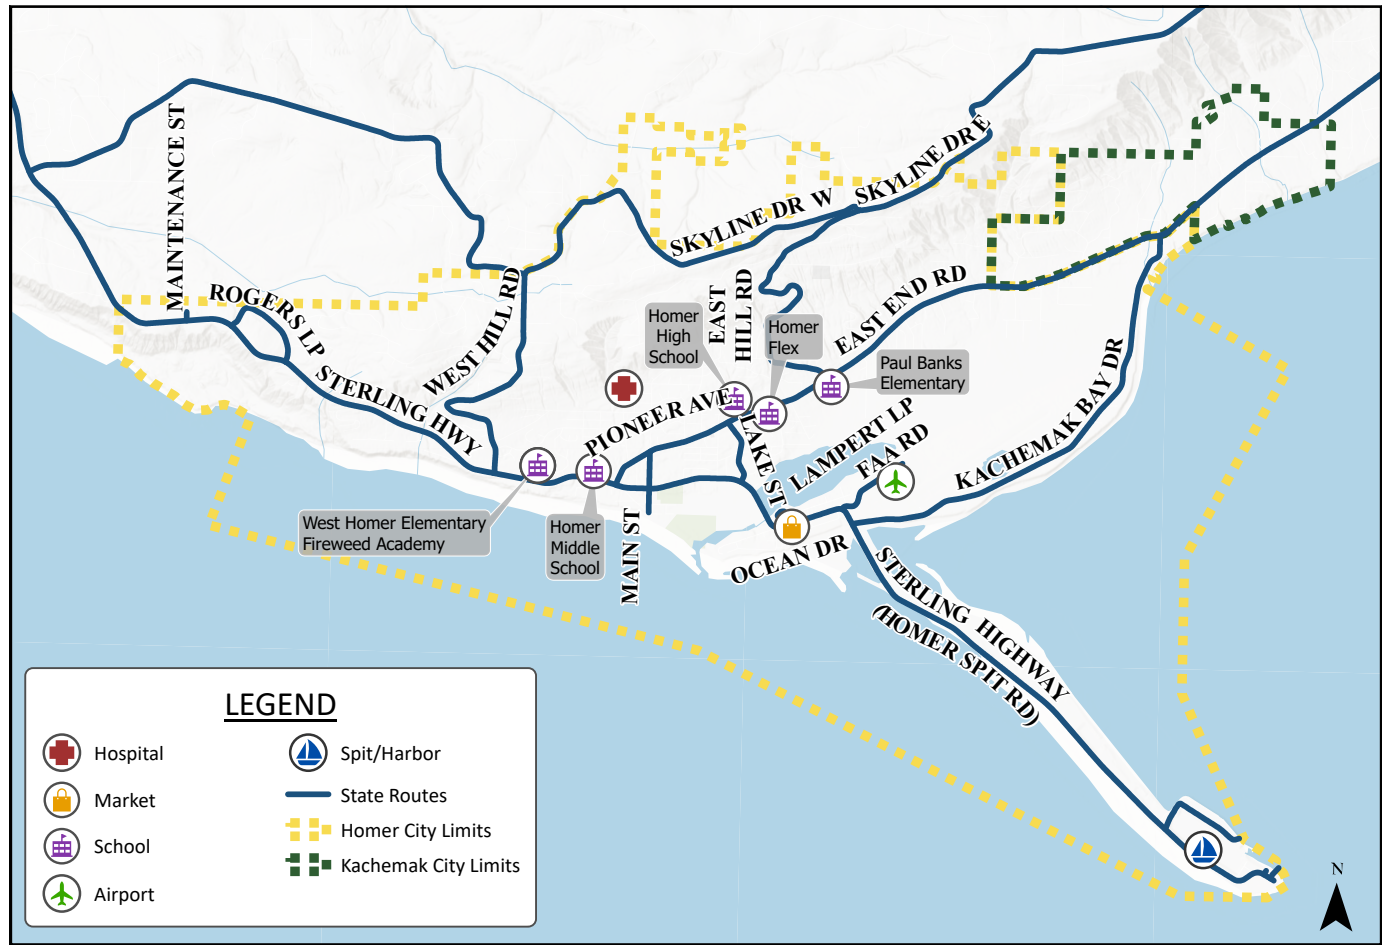 MAINTENANCE ST
ROGERS LP
STERLING HWY
WEST HILL RD
SKYLINE DR W
SKYLINE DR E
EAST
HILL RD
EAST END RD
Homer
High
School
Homer
Flex
Paul Banks
Elementary
PIONEER AVE
LAKE ST
LAMPERT LP
FAA RD
KACHEMAK BAY DR
West Homer Elementary
Fireweed Academy
Homer
Middle
School
MAIN ST
OCEAN DR
STERLING HIGHWAY
(HOMER SPIT RD)
LEGEND
Hospital
Market
School
Airport
Spit/Harbor
State Routes
Homer City Limits
Kachemak City Limits
N